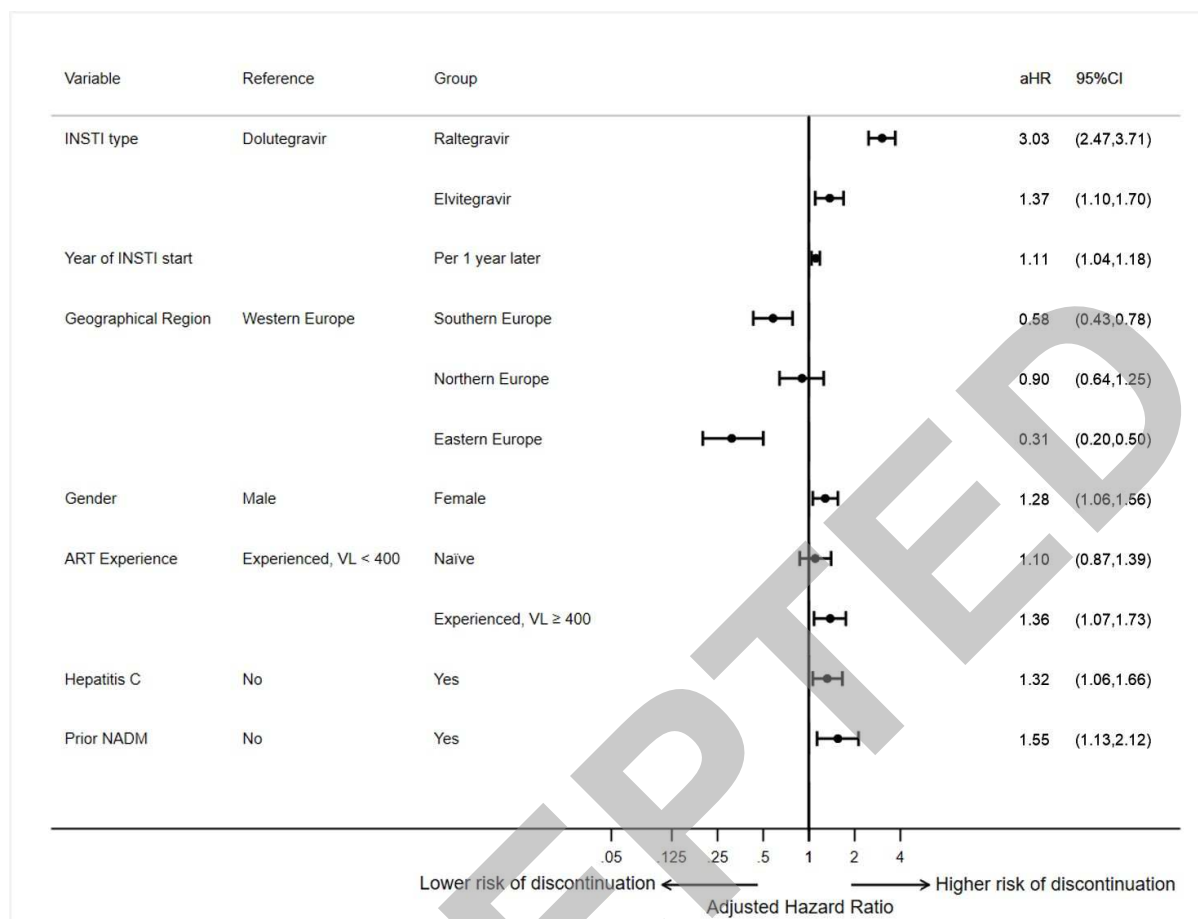 Variable Reference Group aHR 95%CI
INSTI type Dolutegravir Raltegravir 3.03 (2.47,3.71)
Elvitegravir 1.37 (1.10,1.70)
Year of INSTI start Per 1 year later 1.11 (1.04,1.18)
Geographical Region Western Europe Southern Europe 0.58 (0.43,0.78)
Northern Europe 0.90 (0.64,1.25)
Eastern Europe 0.31 (0.20,0.50)
Gender Male Female 1.28 (1.06,1.56)
ART Experience Experienced, VL < 400 Naïve 1.10 (0.87,1.39)
Experienced, VL ≥ 400 1.36 (1.07,1.73)
Hepatitis C No Yes 1.32 (1.06,1.66)
Prior NADM No Yes 1.55 (1.13,2.12)
.05 .125 .25 .5 1 2 4
Lower risk of discontinuation Higher risk of discontinuation
Adjusted Hazard Ratio
EPTED